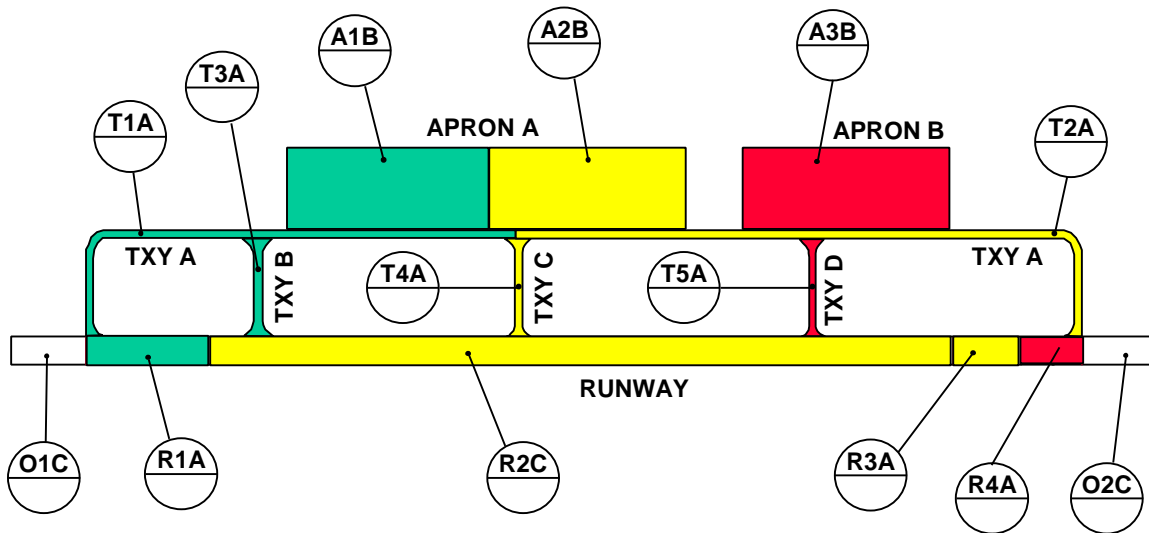 A1B
A2B
A3B
T3A
T1A
APRON A
APRON B
T2A
TXY A
TXY B
T4A
TXY C
T5A
TXY D
TXY A
RUNWAY
O1C
R1A
R2C
R3A
R4A
O2C